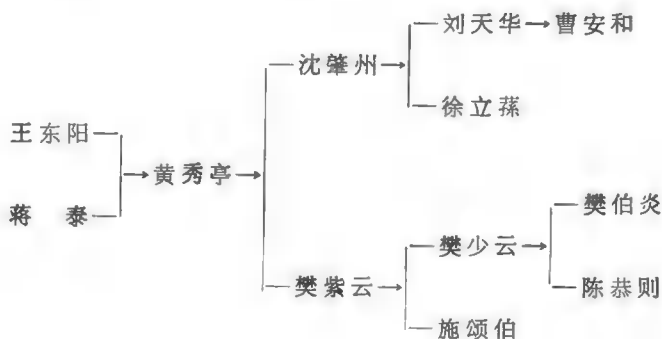 刘天华→曹安和
沈肇州→
徐立荪
王东阳
→黄秀亭→
蒋 泰
樊伯炎
樊少云→
樊紫云→
陈恭则
施颂伯